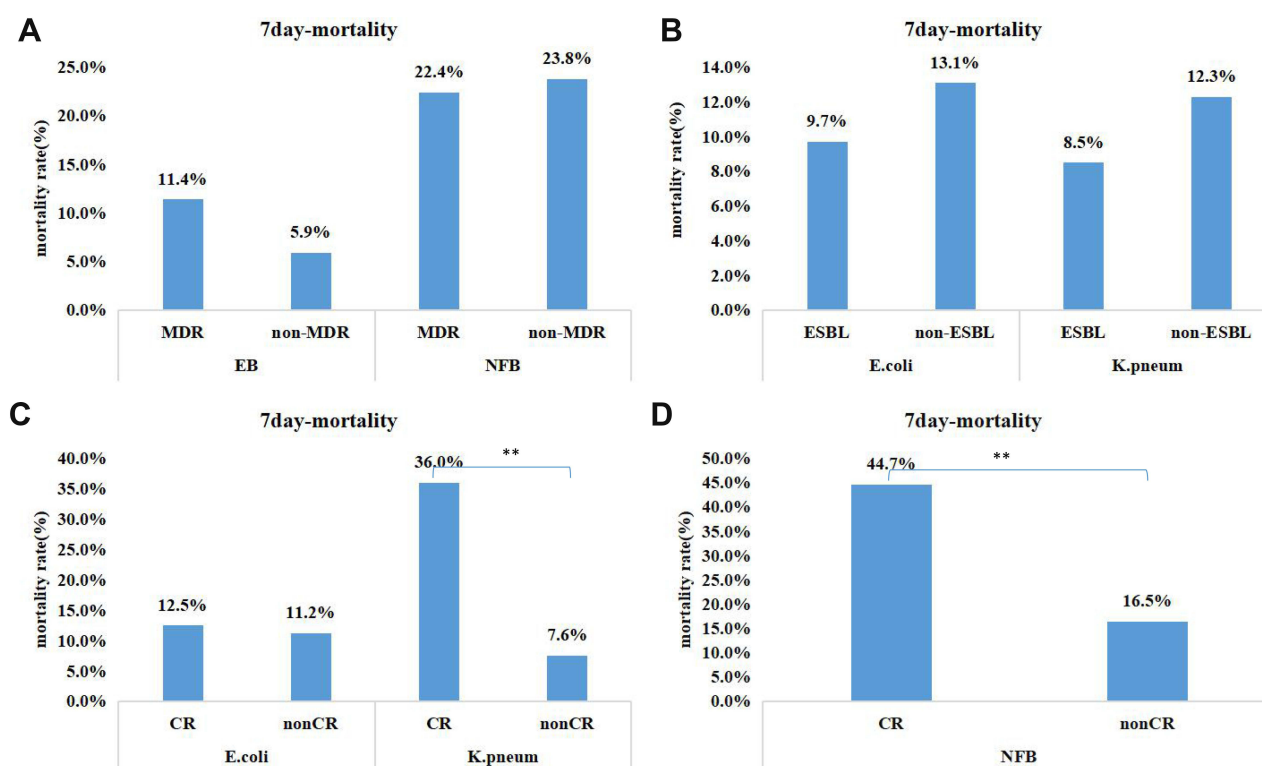 A
7day-mortality
mortality rate(%)
25.0%
20.0%
15.0%
10.0%
5.0%
0.0%
11.4%
5.9%
22.4%
23.8%
MDR non-MDR MDR non-MDR
EB NFB
B
7day-mortality
mortality rate(%)
14.0%
12.0%
10.0%
8.0%
6.0%
4.0%
2.0%
0.0%
9.7%
13.1%
8.5%
12.3%
ESBL non-ESBL ESBL non-ESBL
E.coli K.pneum
C
7day-mortality
mortality rate(%)
40.0%
35.0%
30.0%
25.0%
20.0%
15.0%
10.0%
5.0%
0.0%
12.5%
11.2%
36.0%
7.6%
**
CR nonCR CR nonCR
E.coli K.pneum
D
7day-mortality
mortality rate(%)
50.0%
45.0%
40.0%
35.0%
30.0%
25.0%
20.0%
15.0%
10.0%
5.0%
0.0%
44.7%
16.5%
**
CR nonCR
NFB